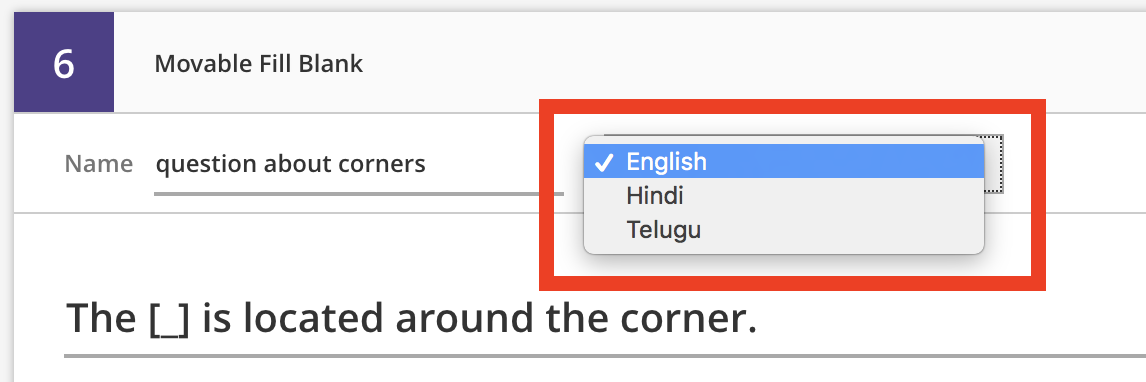 6
Movable Fill Blank
Name question about corners
✓ English
Hindi
Telugu
The [_] is located around the corner.